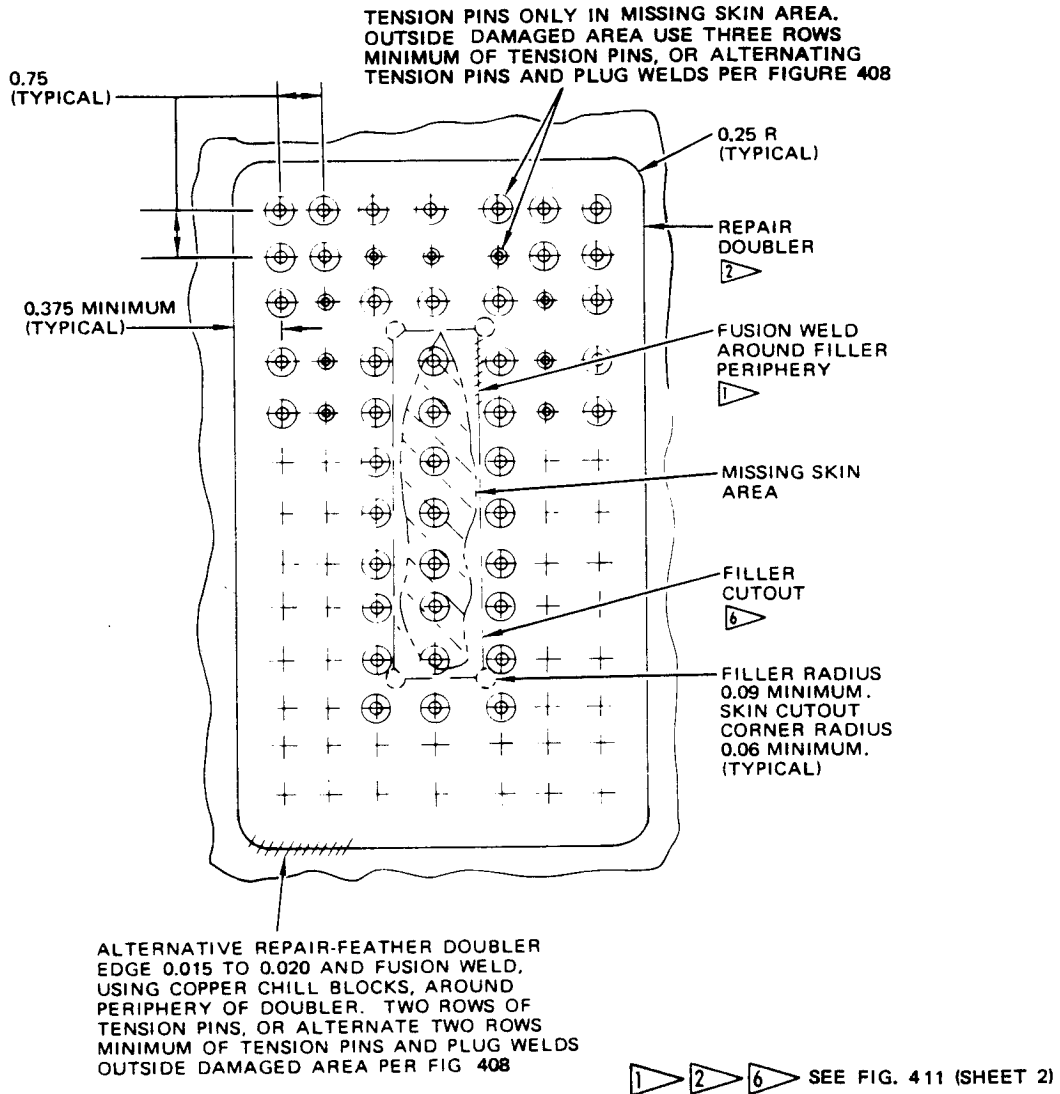 TENSION PINS ONLY IN MISSING SKIN AREA.
OUTSIDE DAMAGED AREA USE THREE ROWS
MINIMUM OF TENSION PINS, OR ALTERNATING
TENSION PINS AND PLUG WELDS PER FIGURE 408
0.75
(TYPICAL)
0.25 R
(TYPICAL)
REPAIR
DOUBLER
2
0.375 MINIMUM
(TYPICAL)
FUSION WELD
AROUND FILLER
PERIPHERY
1
MISSING SKIN
AREA
FILLER
CUTOUT
6
FILLER RADIUS
0.09 MINIMUM.
SKIN CUTOUT
CORNER RADIUS
0.06 MINIMUM.
(TYPICAL)
ALTERNATIVE REPAIR-FEATHER DOUBLER
EDGE 0.015 TO 0.020 AND FUSION WELD,
USING COPPER CHILL BLOCKS, AROUND
PERIPHERY OF DOUBLER. TWO ROWS OF
TENSION PINS, OR ALTERNATE TWO ROWS
MINIMUM OF TENSION PINS AND PLUG WELDS
OUTSIDE DAMAGED AREA PER FIG 408
1 2 6 SEE FIG. 411 (SHEET 2)